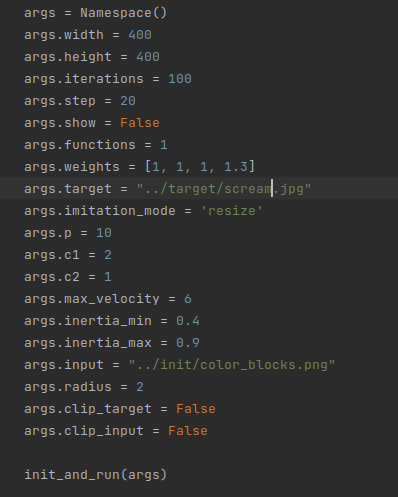 args = Namespace()
args.width = 400
args.height = 400
args.iterations = 100
args.step = 20
args.show = False
args.functions = 1
args.weights = [1, 1, 1, 1.3]
args.target = "../target/scream.jpg"
args.imitation_mode = 'resize'
args.p = 10
args.c1 = 2
args.c2 = 1
args.max_velocity = 6
args.inertia_min = 0.4
args.inertia_max = 0.9
args.input = "../init/color_blocks.png"
args.radius = 2
args.clip_target = False
args.clip_input = False
init_and_run(args)